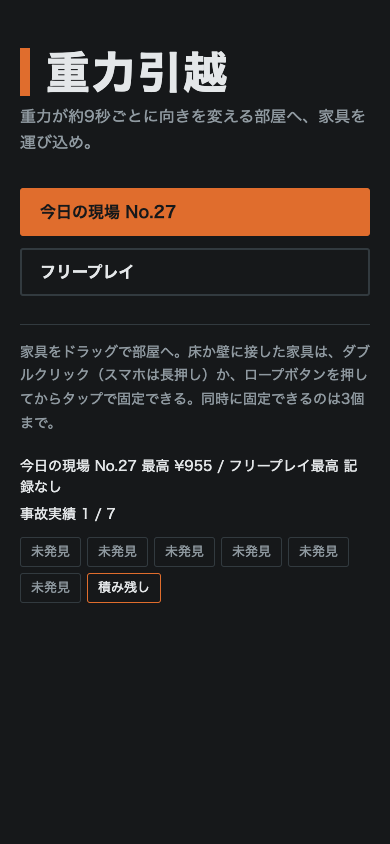 重力引越
重力が約9秒ごとに向きを変える部屋へ、家具を
運び込め。
今日の現場 No.27
フリープレイ
家具をドラッグで部屋へ。床か壁に接した家具は、ダブ
ルクリック（スマホは長押し）か、ロープボタンを押し
てからタップで固定できる。同時に固定できるのは3個
まで。
今日の現場 No.27 最高 ¥955 / フリープレイ最高 記
録なし
事故実績 1 / 7
未発見 未発見 未発見 未発見 未発見
未発見 積み残し